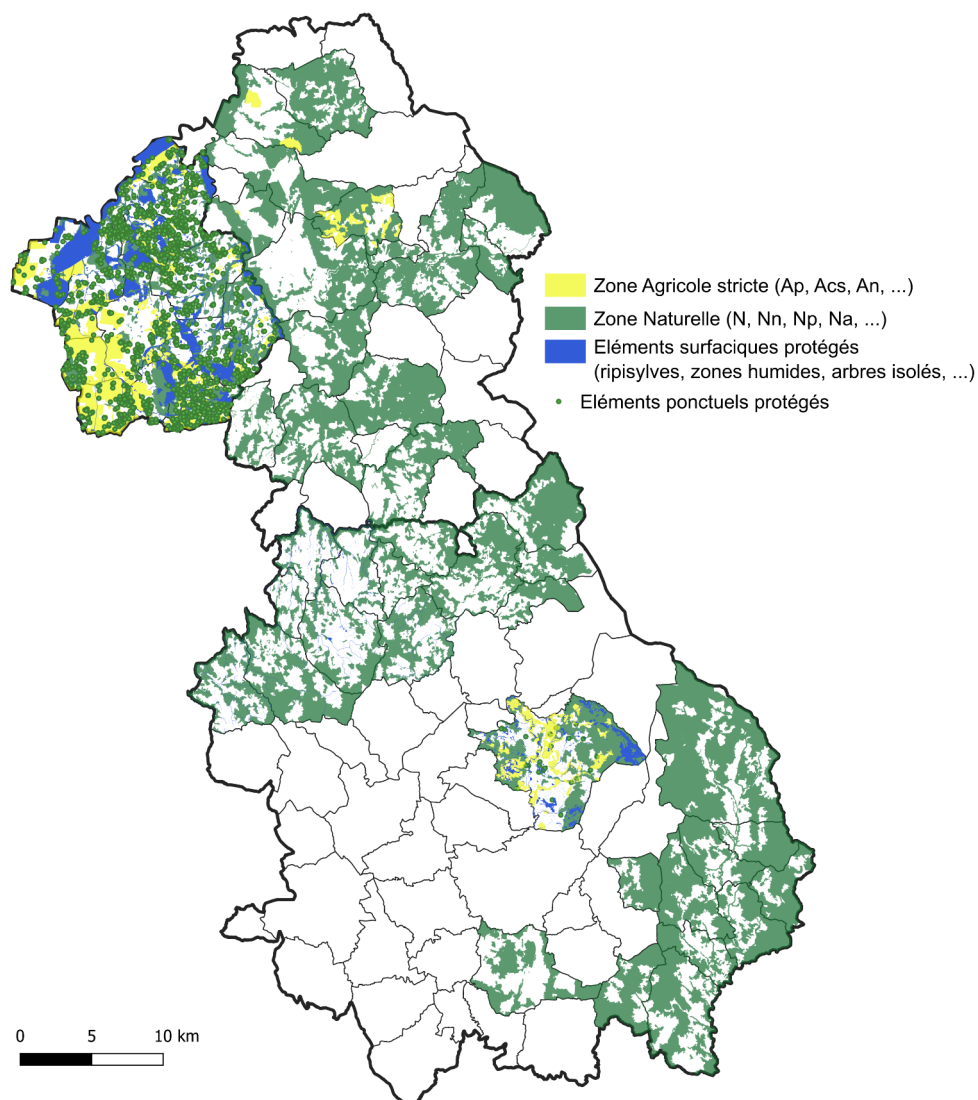 Zone Agricole stricte (Ap, Acs, An, ...)
Zone Naturelle (N, Nn, Np, Na, ...)
Eléments surfaciques protégés
(ripisylves, zones humides, arbres isolés, ...)
Eléments ponctuels protégés
0 5 10 km